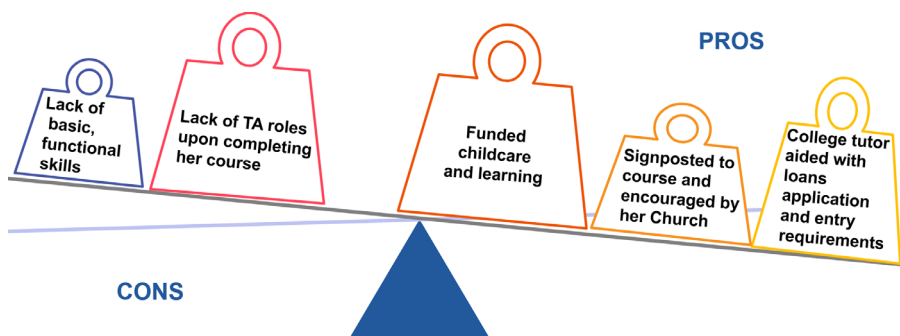 PROS
Lack of
basic,
functional
skills
Lack of TA roles
upon completing
her course
Funded
childcare
and learning
Signposted to
course and
encouraged by
her Church
College tutor
aided with
loans
application
and entry
requirements
CONS